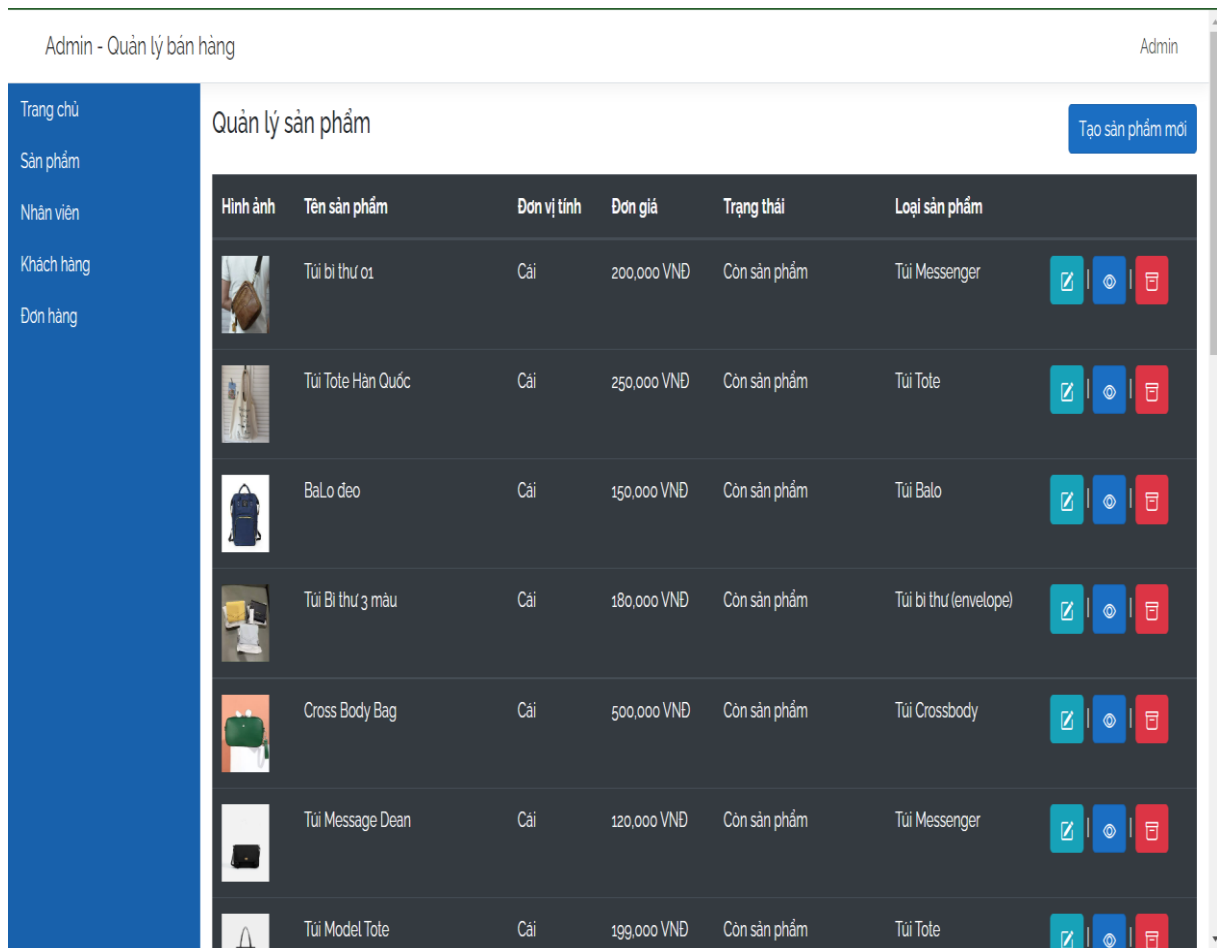 Admin - Quản lý bán hàng
Admin
Trang chủ
Sản phẩm
Nhân viên
Khách hàng
Đơn hàng
Quản lý sản phẩm
Tạo sản phẩm mới
Hình ảnh Tên sản phẩm Đơn vị tính Đơn giá Trạng thái Loại sản phẩm
Túi bì thư 01 Cái 200,000 VNĐ Còn sản phẩm Túi Messenger | |
Túi Tote Hàn Quốc Cái 250,000 VNĐ Còn sản phẩm Túi Tote | |
BaLo đeo Cái 150,000 VNĐ Còn sản phẩm Túi Balo | |
Túi Bì thư 3 màu Cái 180,000 VNĐ Còn sản phẩm Túi bì thư (envelope) | |
Cross Body Bag Cái 500,000 VNĐ Còn sản phẩm Túi Crossbody | |
Túi Message Dean Cái 120,000 VNĐ Còn sản phẩm Túi Messenger | |
Túi Model Tote Cái 199,000 VNĐ Còn sản phẩm Túi Tote | |